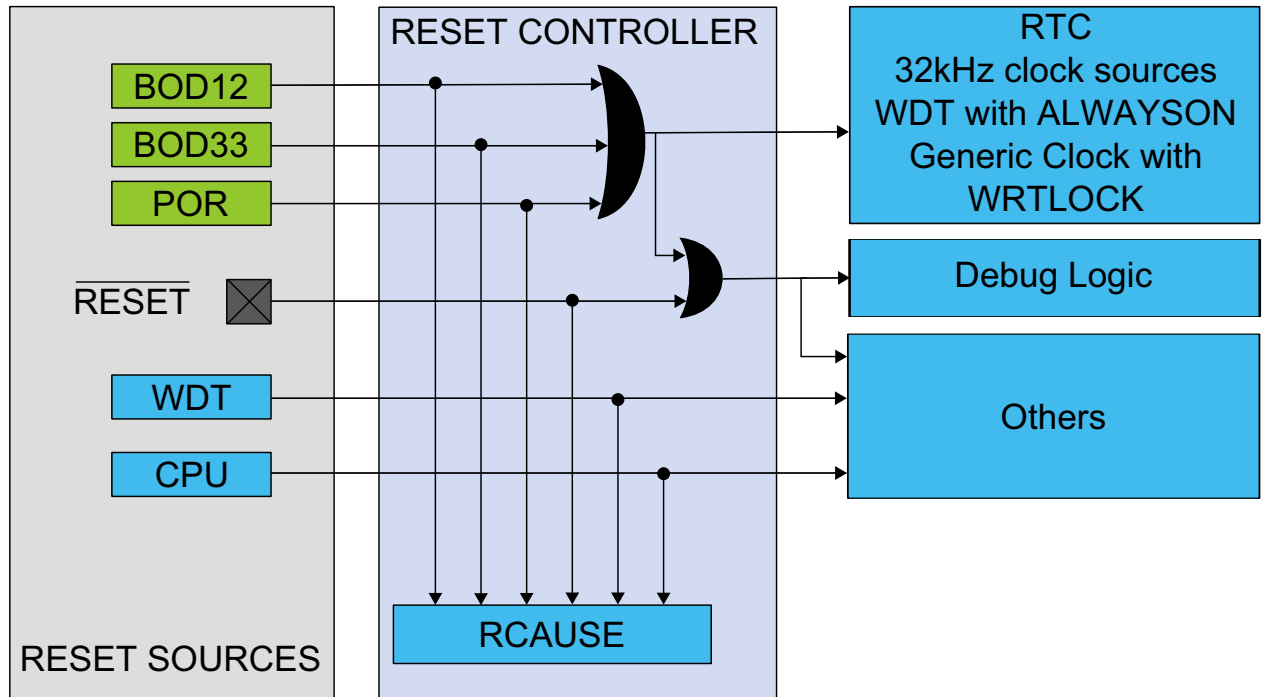 RESET CONTROLLER
BOD12
BOD33
POR
RESET
WDT
CPU
RESET SOURCES
RCAUSE
RTC
32kHz clock sources
WDT with ALWAYSON
Generic Clock with
WRTLOCK
Debug Logic
Others